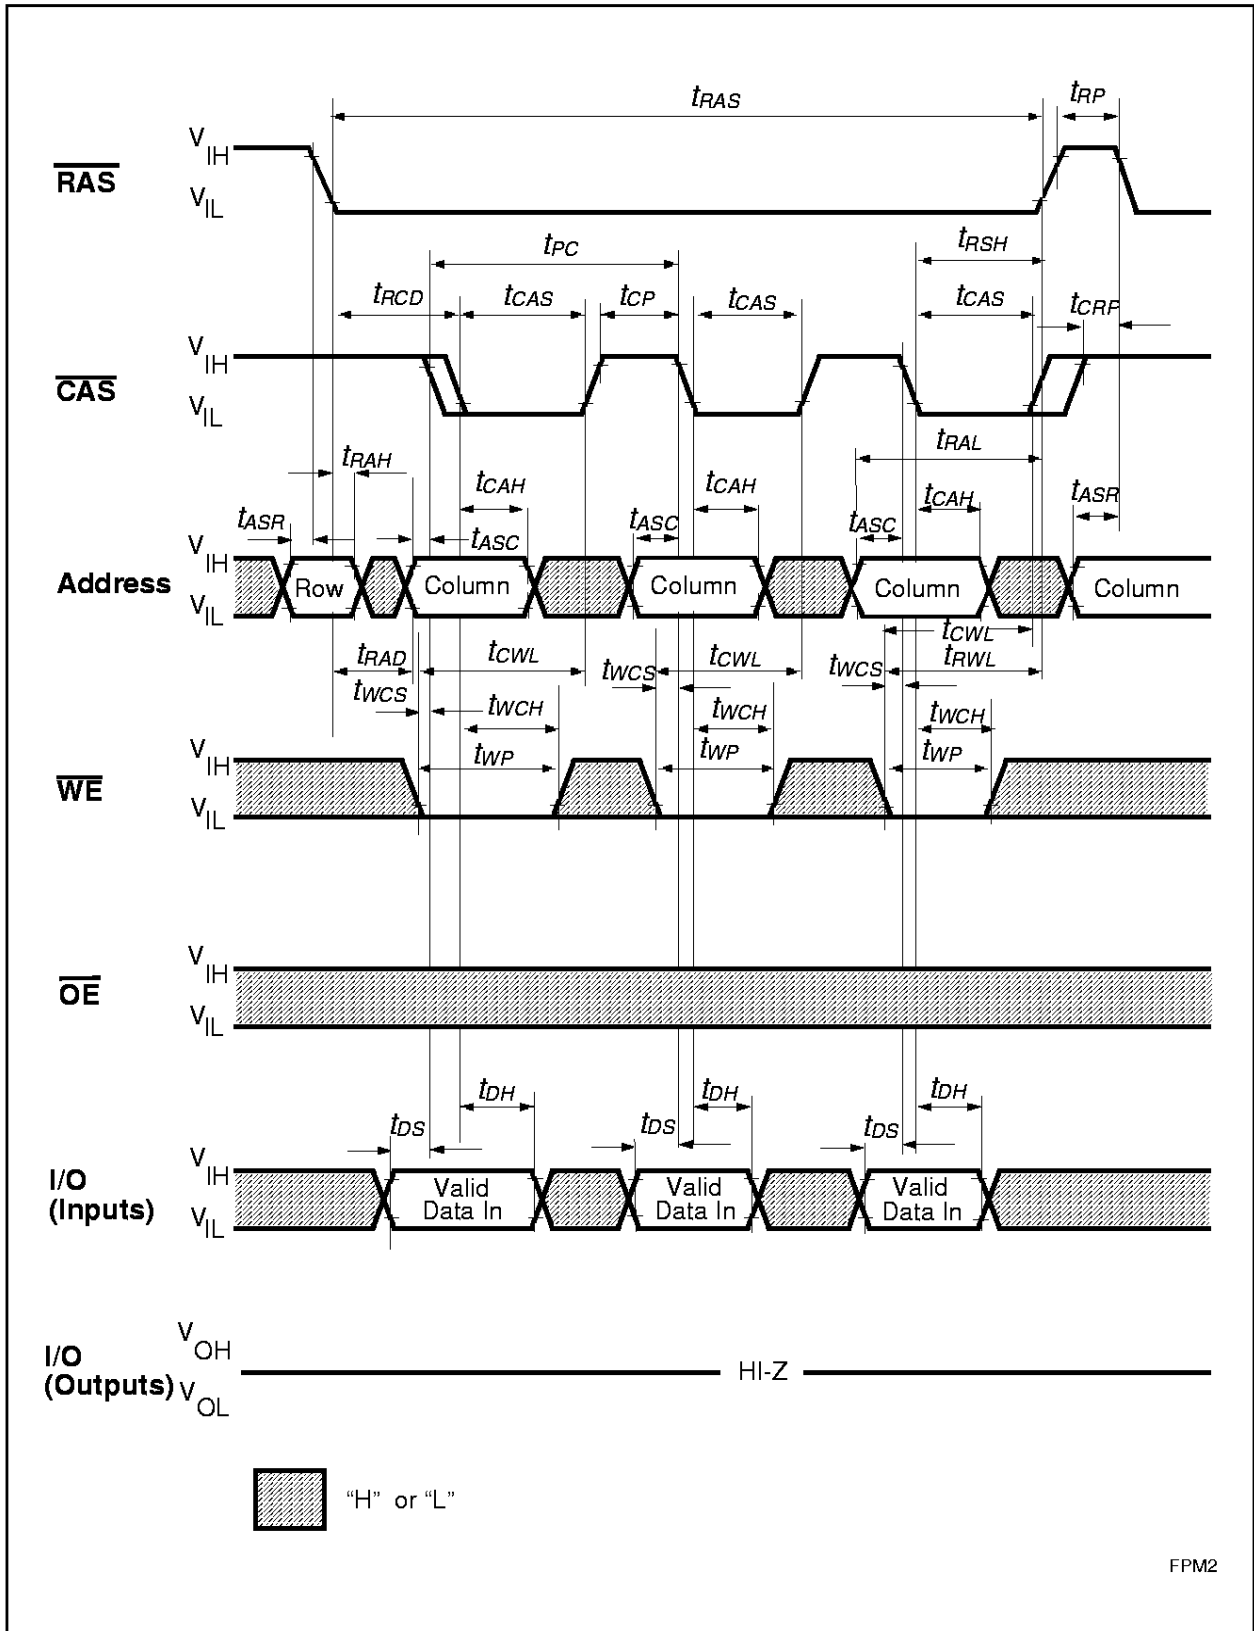 tRAS
tRP
VIH
RAS
VIL
tPC
tRSH
tRCD
tCAS
tCP
tCAS
tCAS
tCRP
VIH
CAS
VIL
tRAL
tRAH
tCAH
tCAH
tCAH
tASR
tASR
tASC
tASC
tASC
VIH
Address
Row
Column
Column
Column
Column
VIL
tCWL
tRAD
tCWL
tCWL
tRWL
tWCS
tWCS
tWCS
tWCH
tWCH
tWCH
tWP
tWP
tWP
VIH
WE
VIL
VIH
OE
VIL
tDH
tDH
tDH
tDS
tDS
tDS
VIH
I/O
(Inputs)
Valid
Data In
Valid
Data In
Valid
Data In
VIL
VOH
I/O
(Outputs)
HI-Z
VOL
“H” or “L”
FPM2